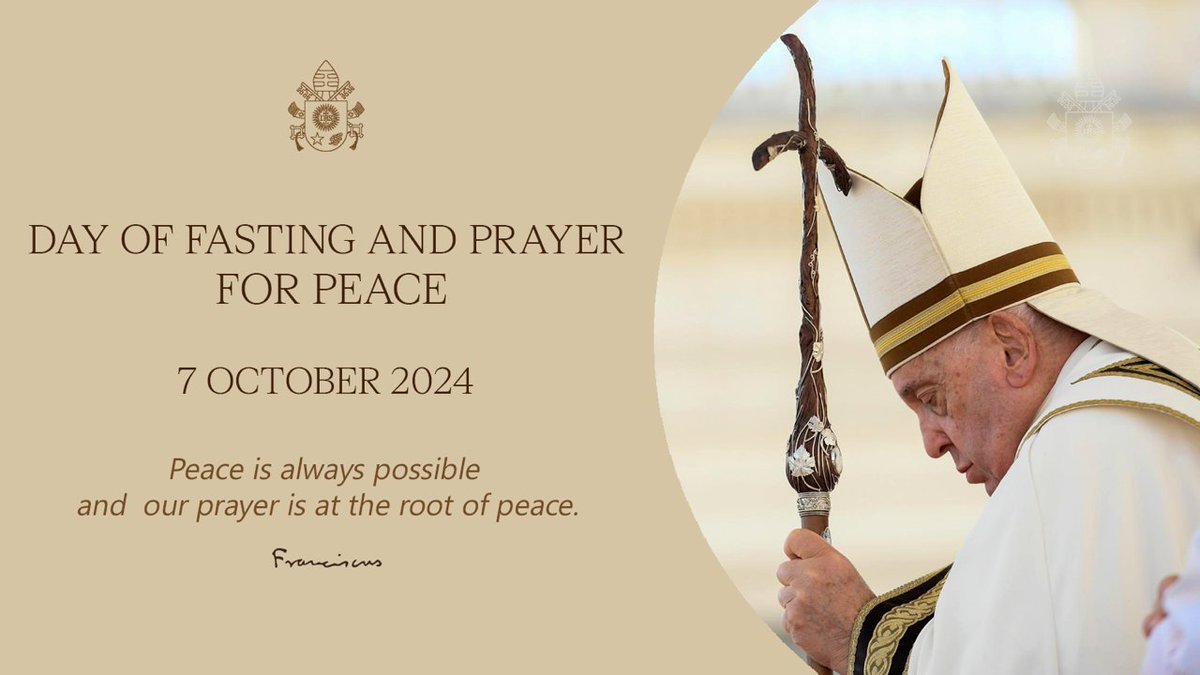 DAY OF FASTING AND PRAYER
FOR PEACE
7 OCTOBER 2024
Peace is always possible
and  our prayer is at the root of peace.
Franciscus